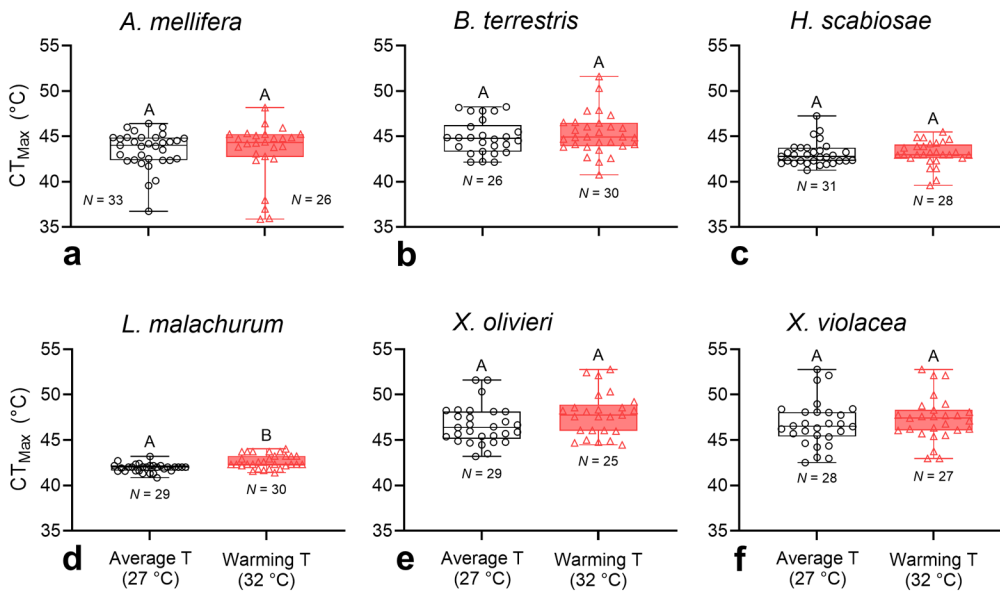 A. mellifera
B. terrestris
H. scabiosae
CTMax (°C)
55
50
45
40
35
A
A
N = 33
N = 26
a
55
50
45
40
35
A
A
N = 26
N = 30
b
55
50
45
40
35
A
A
N = 31
N = 28
c
L. malachurum
X. olivieri
X. violacea
CTMax (°C)
55
50
45
40
35
A
B
N = 29
N = 30
d
Average T
(27 °C)
Warming T
(32 °C)
55
50
45
40
35
A
A
N = 29
N = 25
e
Average T
(27 °C)
Warming T
(32 °C)
55
50
45
40
35
A
A
N = 28
N = 27
f
Average T
(27 °C)
Warming T
(32 °C)